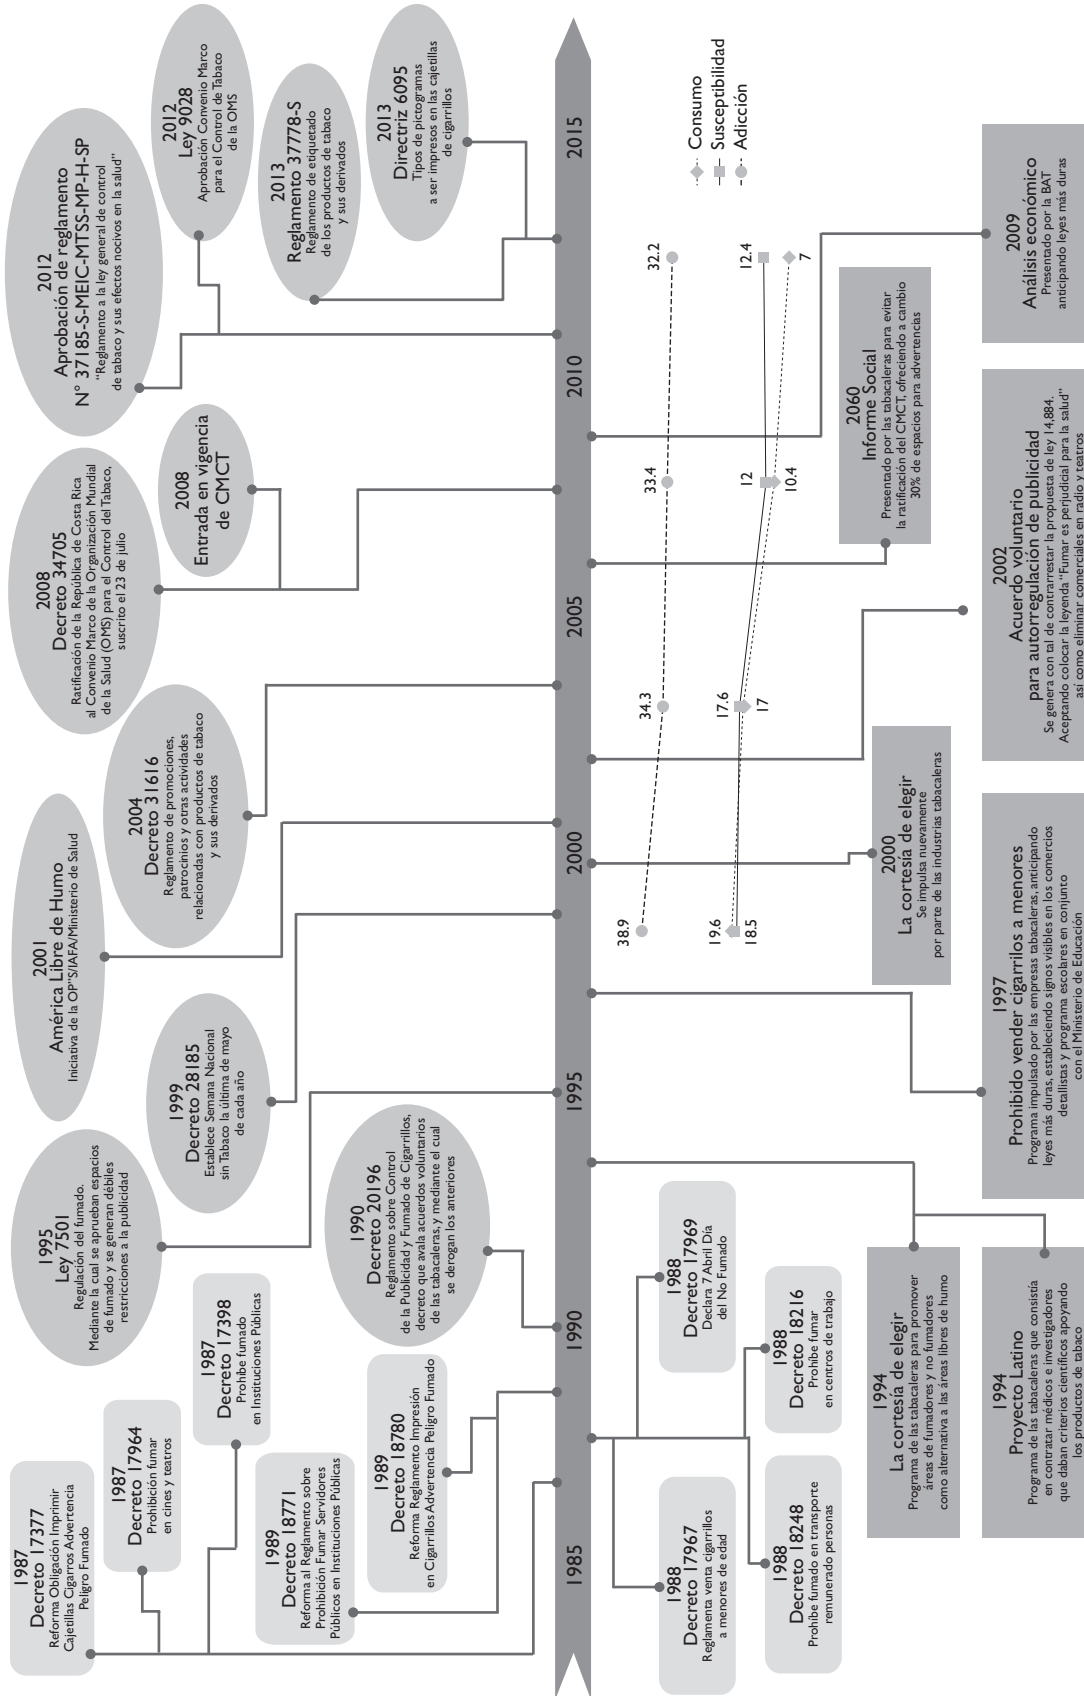 1987
Decreto 17377
Reforma Obligación Imprimir
Cajetillas Cigarros Advertencia
Peligro Fumado
1987
Decreto 17964
Prohibición fumar
en cines y teatros
1987
Decreto 17398
Prohibe fumado
en Instituciones Públicas
1989
Decreto 18771
Reforma al Reglamento sobre
Prohibición Fumar Servidores
Públicos en Instituciones Públicas
1989
Decreto 18780
Reforma Reglamento Impresión
en Cigarrillos Advertencia Peligro Fumado
1995
Ley 7501
Regulación del fumado.
Mediante la cual se aprueban espacios
de fumado y se generan débiles
restricciones a la publicidad
1990
Decreto 20196
Reglamento sobre Control
de la Publicidad y Fumado de Cigarrillos,
decreto que avala acuerdos voluntarios
de las tabacaleras, y mediante el cual
se derogan los anteriores
1999
Decreto 28185
Establece Semana Nacional
sin Tabaco la última de mayo
de cada año
2001
América Libre de Humo
Iniciativa de la OP"S/IAFA/Ministerio de Salud
2004
Decreto 31616
Reglamento de promociones,
patrocinios y otras actividades
relacionadas con productos de tabaco
y sus derivados
2008
Decreto 34705
Ratificación de la República de Costa Rica
al Convenio Marco de la Organización Mundial
de la Salud (OMS) para el Control del Tabaco,
suscrito el 23 de julio
2008
Entrada en vigencia
de CMCT
2012
Aprobación de reglamento
N° 37185-S-MEIC-MTSS-MP-H-SP
“Reglamento a la ley general de control
de tabaco y sus efectos nocivos en la salud”
2012
Ley 9028
Aprobación Convenio Marco
para el Control de Tabaco
de la OMS
2013
Reglamento 37778-S
Reglamento de etiquetado
de los productos de tabaco
y sus derivados
2013
Directriz 6095
Tipos de pictogramas
a ser impresos en las cajetillas
de cigarrillos
1985
1990
1995
2000
2005
2010
2015
38.9
34.3
33.4
32.2
19.6
18.5
17.6
17
12
10.4
12.4
7
Consumo
Susceptibilidad
Adicción
1988
Decreto 17967
Reglamenta venta cigarrillos
a menores de edad
1988
Decreto 17969
Declara 7 Abril Día
del No Fumado
1988
Decreto 18248
Prohíbe fumado en transporte
remunerado personas
1988
Decreto 18216
Prohíbe fumar
en centros de trabajo
1994
La cortesía de elegir
Programa de las tabacaleras para promover
áreas de fumadores y no fumadores
como alternativa a las áreas libres de humo
1994
Proyecto Latino
Programa de las tabacaleras que consistía
en contratar médicos e investigadores
que daban criterios científicos apoyando
los productos de tabaco
1997
Prohibido vender cigarrilos a menores
Programa impulsado por las empresas tabacaleras, anticipando
leyes más duras, estableciendo signos visibles en los comercios
detallistas y programa escolares en conjunto
con el Ministerio de Educación
2000
La cortesía de elegir
Se impulsa nuevamente
por parte de las industrias tabacaleras
2002
Acuerdo voluntario
para autorregulación de publicidad
Se genera con tal de contrarrestar la propuesta de ley 14,884.
Aceptando colocar la leyenda “Fumar es perjudicial para la salud”
así como eliminar comerciales en radio y teatros
2060
Informe Social
Presentado por las tabacaleras para evitar
la ratificación del CMCT, ofreciendo a cambio
30% de espacios para advertencias
2009
Análisis económico
Presentado por la BAT
anticipando leyes más duras